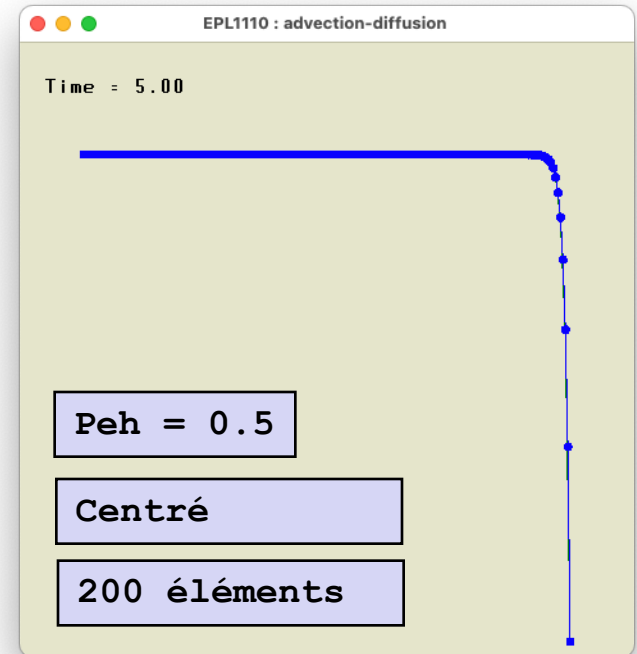 EPL1110 : advection-diffusion
Time = 5.00
Peh = 0.5
Centré
200 éléments